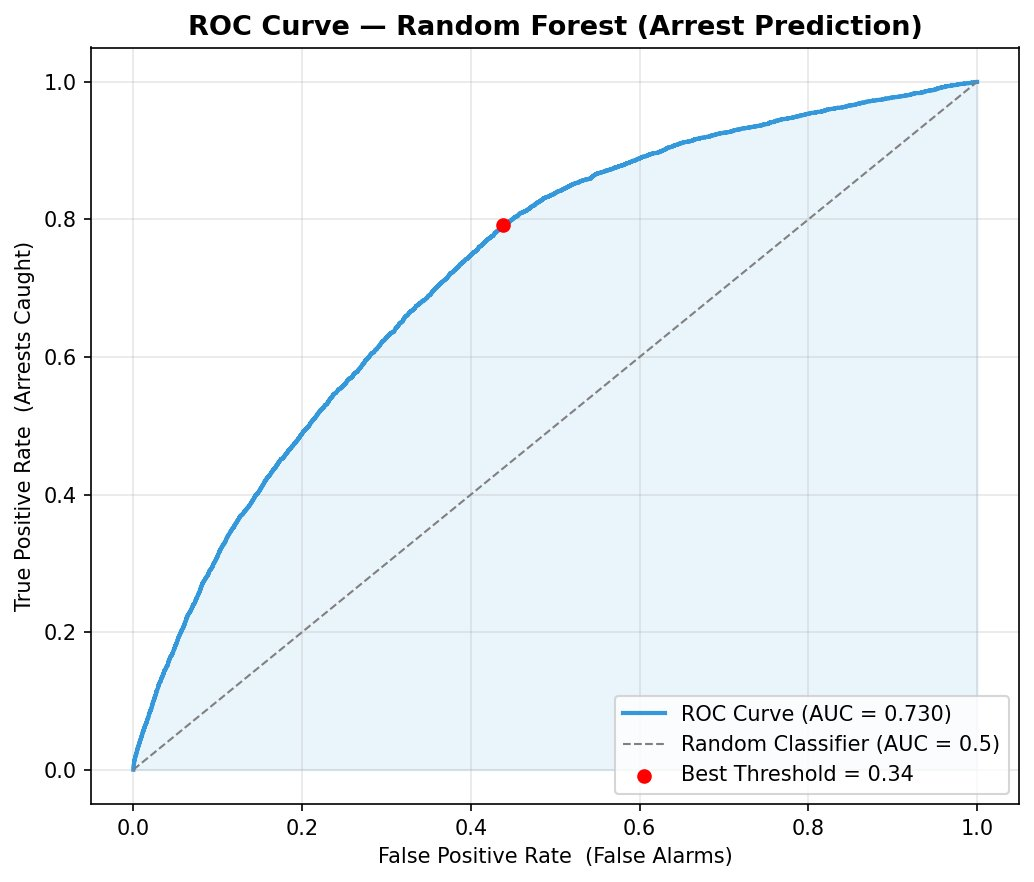 ROC Curve — Random Forest (Arrest Prediction)
True Positive Rate  (Arrests Caught)
1.0
0.8
0.6
0.4
0.2
0.0
0.0 0.2 0.4 0.6 0.8 1.0
False Positive Rate  (False Alarms)
ROC Curve (AUC = 0.730)
Random Classifier (AUC = 0.5)
Best Threshold = 0.34